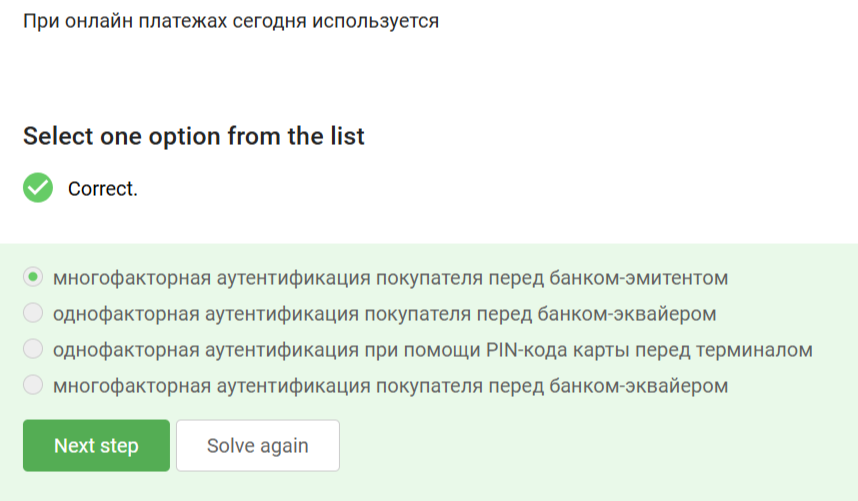 При онлайн платежах сегодня используется
Select one option from the list
Correct.
многофакторная аутентификация покупателя перед банком-эмитентом
однофакторная аутентификация покупателя перед банком-эквайером
однофакторная аутентификация при помощи PIN-кода карты перед терминалом
многофакторная аутентификация покупателя перед банком-эквайером
Next step
Solve again